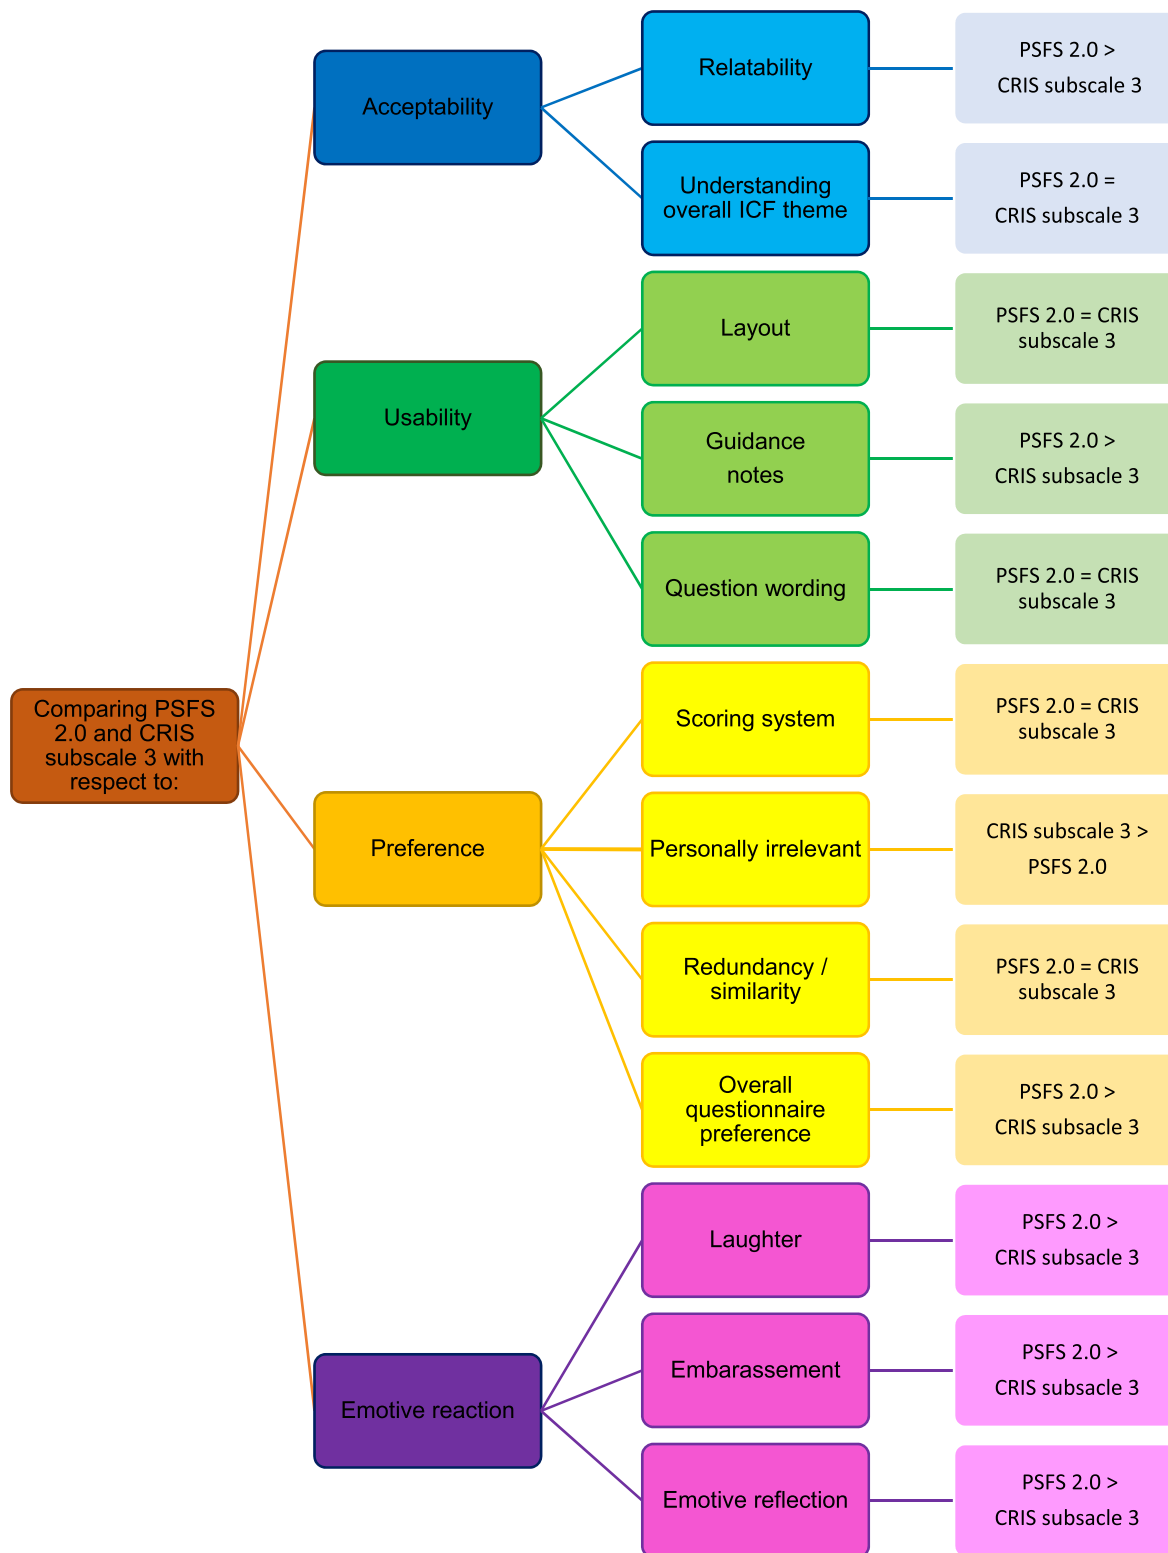 Comparing PSFS
2.0 and CRIS
subscale 3 with
respect to:
Acceptability
Relatability
PSFS 2.0 >
CRIS subscale 3
Understanding
overall ICF theme
PSFS 2.0 =
CRIS subscale 3
Usability
Layout
PSFS 2.0 = CRIS
subscale 3
Guidance
notes
PSFS 2.0 >
CRIS subsacle 3
Question wording
PSFS 2.0 = CRIS
subscale 3
Preference
Scoring system
PSFS 2.0 = CRIS
subscale 3
Personally irrelevant
CRIS subscale 3 >
PSFS 2.0
Redundancy /
similarity
PSFS 2.0 = CRIS
subscale 3
Overall
questionnaire
preference
PSFS 2.0 >
CRIS subsacle 3
Emotive reaction
Laughter
PSFS 2.0 >
CRIS subsacle 3
Embarassement
PSFS 2.0 >
CRIS subsacle 3
Emotive reflection
PSFS 2.0 >
CRIS subsacle 3